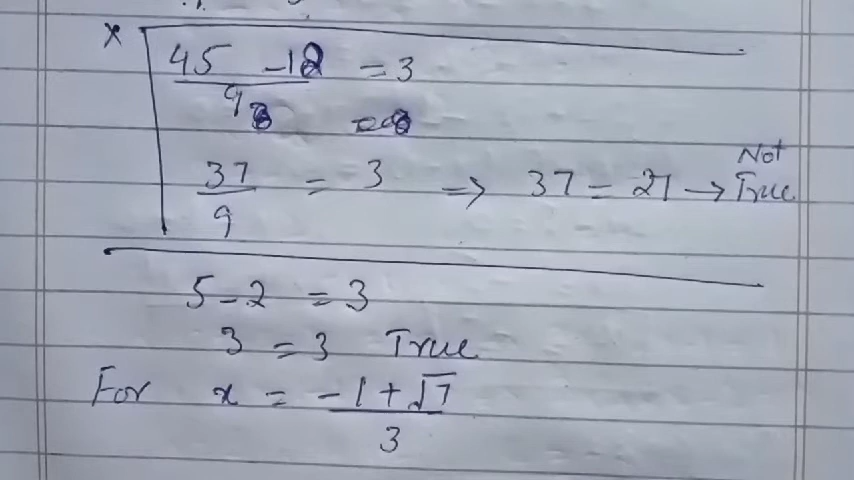 x
45 - 18 = 3
9
37/9 = 3 => 37 = 27 → Not True
5 - 2 = 3
3 = 3 True
For x = (-1 + √7)/3